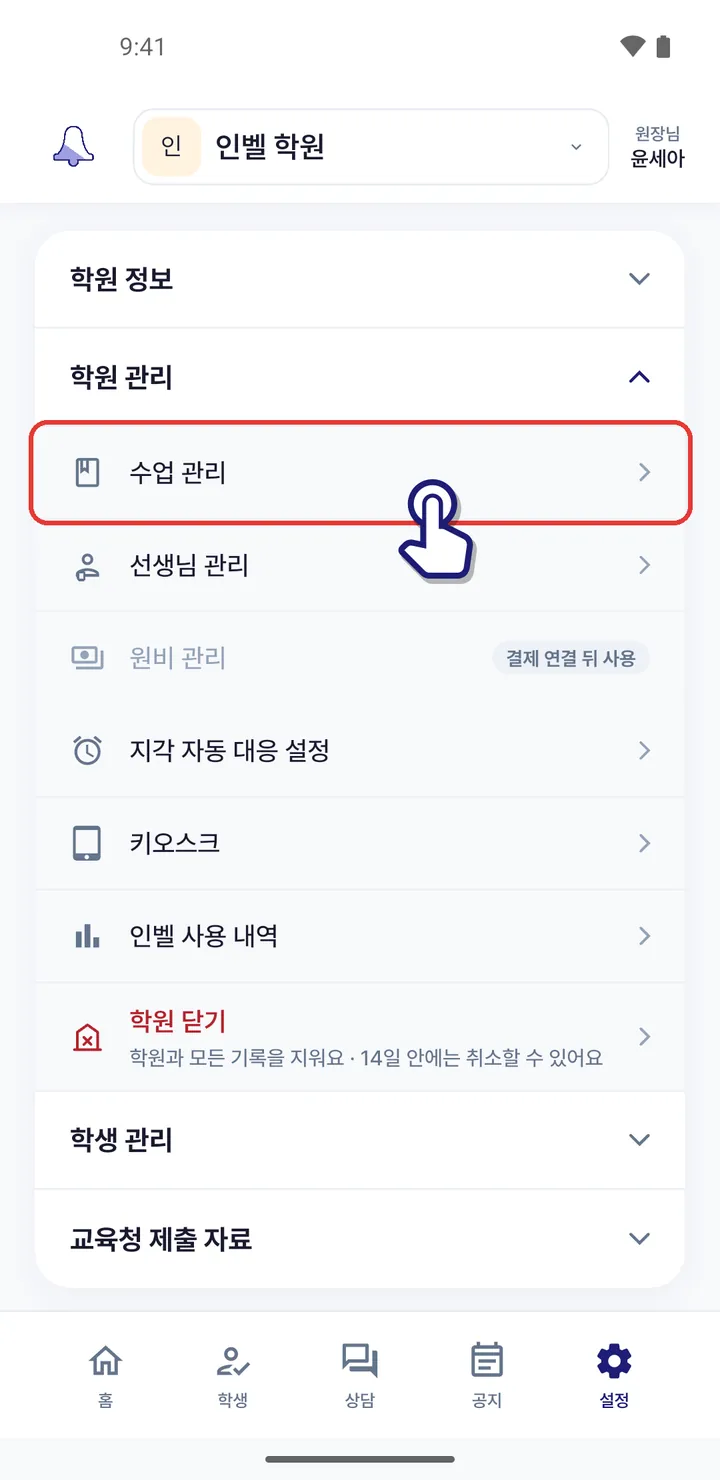 9:41
인
인벨 학원
원장님
윤세아
학원 정보
학원 관리
수업 관리
선생님 관리
원비 관리
결제 연결 뒤 사용
지각 자동 대응 설정
키오스크
인벨 사용 내역
학원 닫기
학원과 모든 기록을 지워요 · 14일 안에는 취소할 수 있어요
학생 관리
교육청 제출 자료
홈
학생
상담
공지
설정